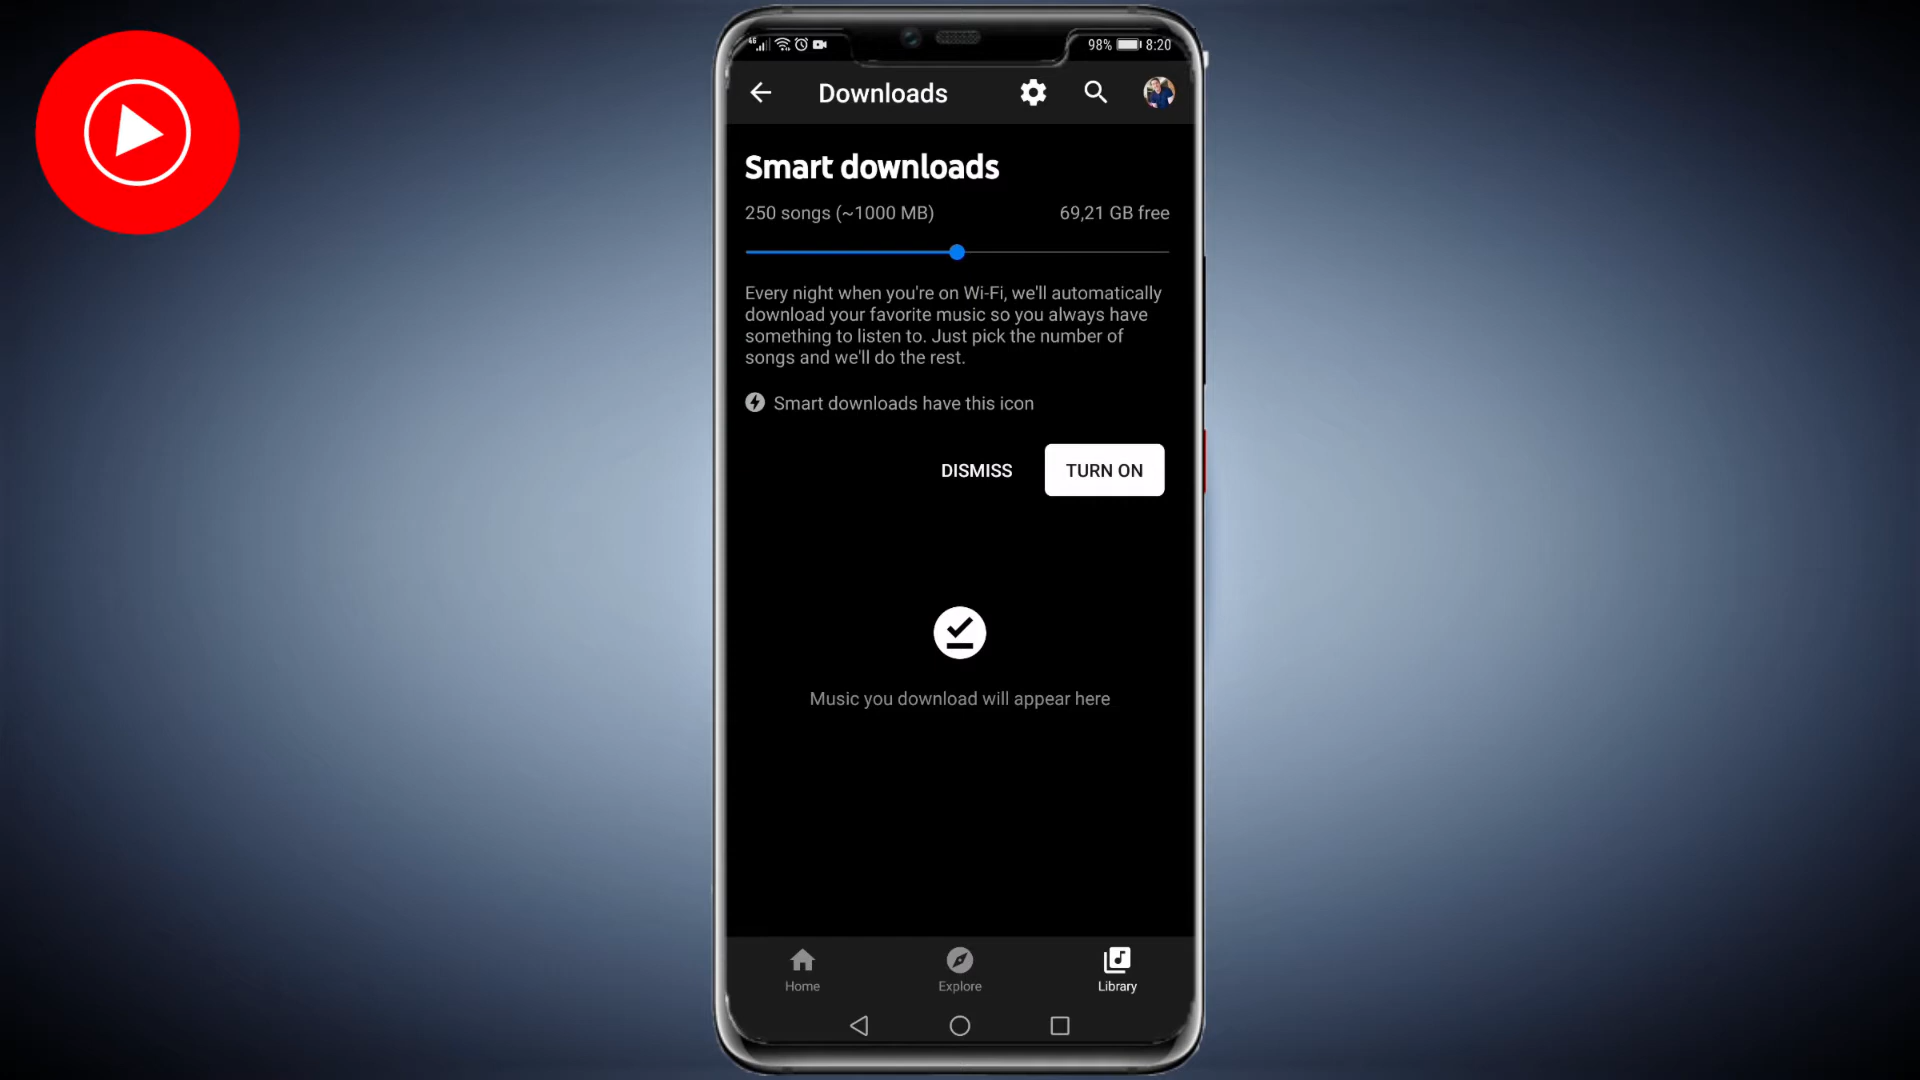 4G
98% 8:20
Downloads
Smart downloads
250 songs (~1000 MB) 69,21 GB free
Every night when you're on Wi-Fi, we'll automatically
download your favorite music so you always have
something to listen to. Just pick the number of
songs and we'll do the rest.
Smart downloads have this icon
DISMISS TURN ON
Music you download will appear here
Home Explore Library